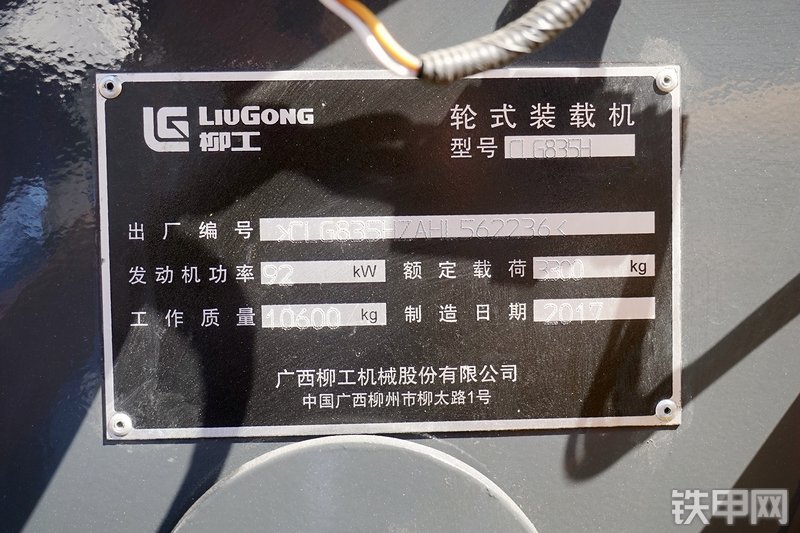 LG LIUGONG 柳工
轮式装载机
型号 CLG835H
出厂编号 >CLG835HZAHL562236<
发动机功率 92 kW 额定载荷 3300 kg
工作质量 10600 kg 制造日期 2017
广西柳工机械股份有限公司
中国广西柳州市柳太路1号
铁甲网